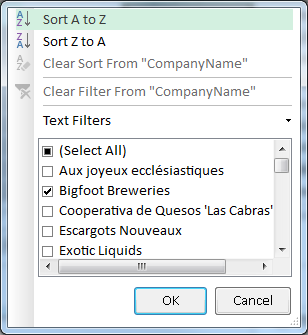 Sort A to Z
Sort Z to A
Clear Sort From "CompanyName"
Clear Filter From "CompanyName"
Text Filters
(Select All)
Aux joyeux ecclésiastiques
Bigfoot Breweries
Cooperativa de Quesos 'Las Cabras'
Escargots Nouveaux
Exotic Liquids
OK
Cancel